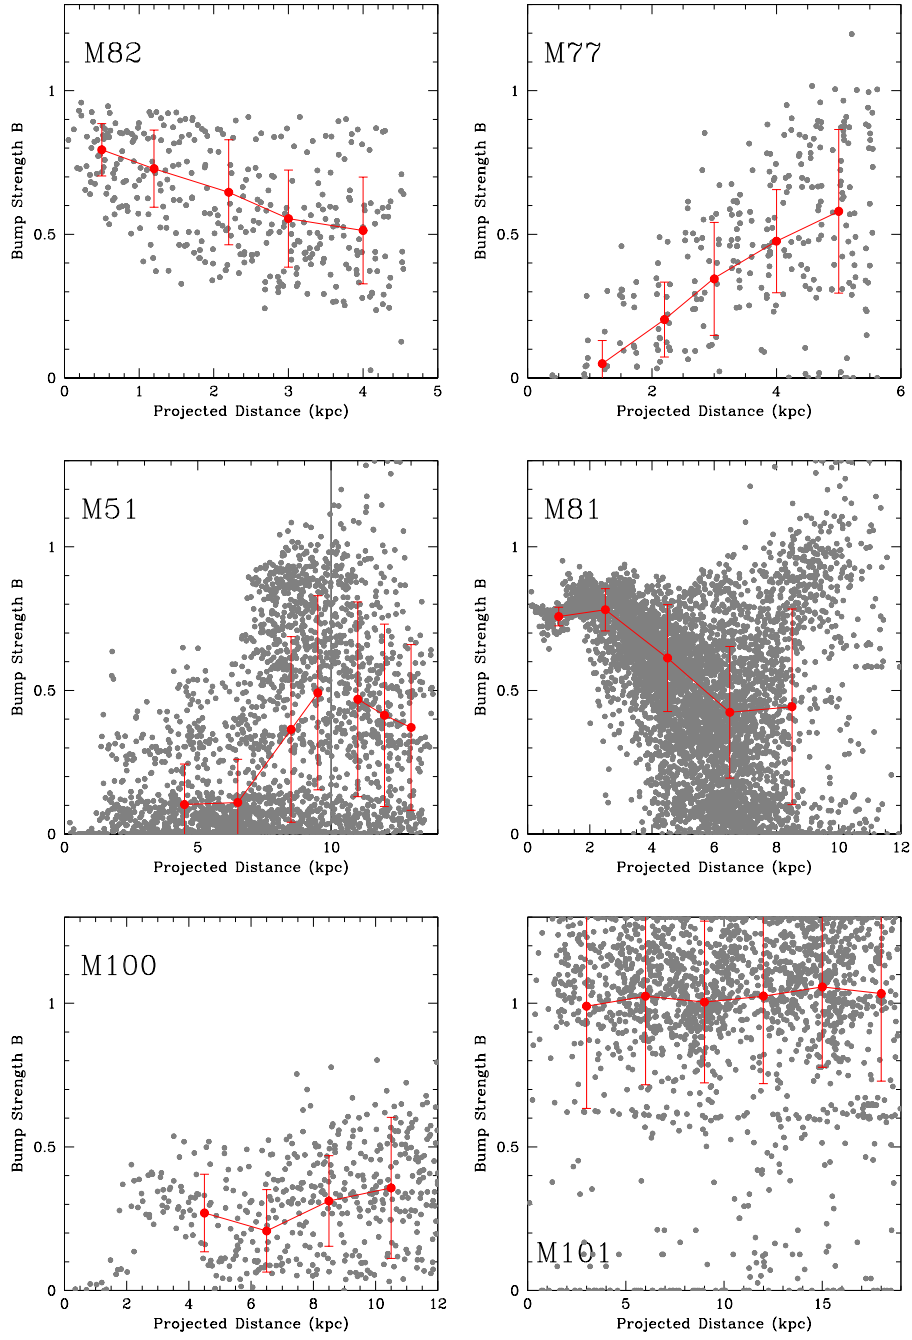 M82
Bump Strength B
1
0.5
0
0 1 2 3 4 5
Projected Distance (kpc)
M77
Bump Strength B
1
0.5
0
0 2 4 6
Projected Distance (kpc)
M51
Bump Strength B
1
0.5
0
0 5 10
Projected Distance (kpc)
M81
Bump Strength B
1
0.5
0
0 2 4 6 8 10 12
Projected Distance (kpc)
M100
Bump Strength B
1
0.5
0
0 2 4 6 8 10 12
Projected Distance (kpc)
M101
Bump Strength B
1
0.5
0
0 5 10 15
Projected Distance (kpc)